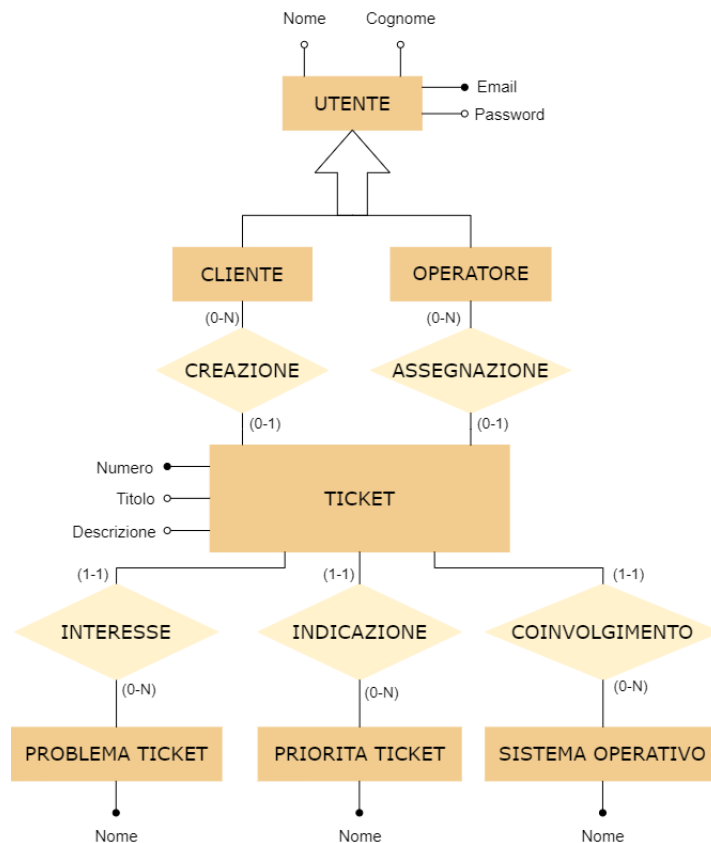 Nome
Cognome
UTENTE
Email
Password
CLIENTE
OPERATORE
(0-N)
(0-N)
CREAZIONE
ASSEGNAZIONE
(0-1)
(0-1)
Numero
Titolo
Descrizione
TICKET
(1-1)
(1-1)
(1-1)
INTERESSE
INDICAZIONE
COINVOLGIMENTO
(0-N)
(0-N)
(0-N)
PROBLEMA TICKET
PRIORITA TICKET
SISTEMA OPERATIVO
Nome
Nome
Nome